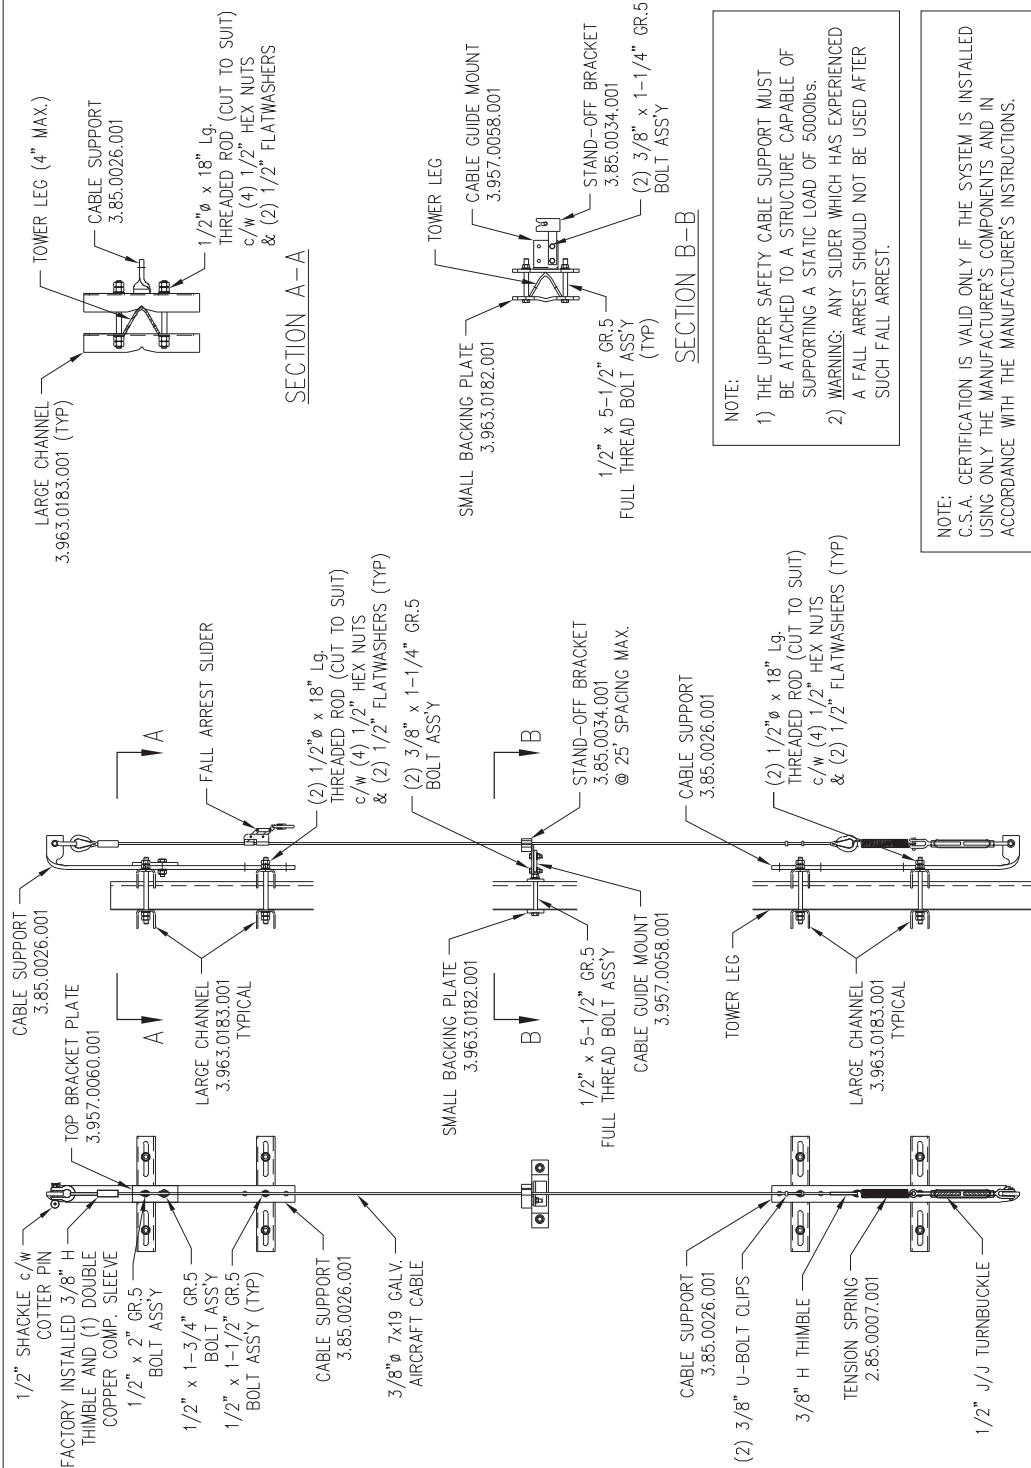 1/2" SHACKLE c/w
COTTER PIN
FACTORY INSTALLED 3/8" H
THIMBLE AND (1) DOUBLE
COPPER COMP. SLEEVE
1/2" x 2" GR.5
BOLT ASS'Y
1/2" x 1-3/4" GR.5
BOLT ASS'Y
1/2" x 1-1/2" GR.5
BOLT ASS'Y (TYP)
CABLE SUPPORT
3.85.0026.001
3/8"ø 7x19 GALV.
AIRCRAFT CABLE
CABLE SUPPORT
3.85.0026.001
(2) 3/8" U-BOLT CLIPS
3/8" H THIMBLE
TENSION SPRING
2.85.0007.001
1/2" J/J TURNBUCKLE
TOP BRACKET PLATE
3.957.0060.001
CABLE SUPPORT
3.85.0026.001
A
A
LARGE CHANNEL
3.963.0183.001
TYPICAL
FALL ARREST SLIDER
(2) 1/2"ø x 18" Lg.
THREADED ROD (CUT TO SUIT)
c/w (4) 1/2" HEX NUTS
& (2) 1/2" FLATWASHERS (TYP)
(2) 3/8" x 1-1/4" GR.5
BOLT ASS'Y
SMALL BACKING PLATE
3.963.0182.001
B
B
1/2" x 5-1/2" GR.5
FULL THREAD BOLT ASS'Y
CABLE GUIDE MOUNT
3.957.0058.001
STAND-OFF BRACKET
3.85.0034.001
@ 25' SPACING MAX.
CABLE SUPPORT
3.85.0026.001
TOWER LEG
LARGE CHANNEL
3.963.0183.001
TYPICAL
(2) 1/2"ø x 18" Lg.
THREADED ROD (CUT TO SUIT)
c/w (4) 1/2" HEX NUTS
& (2) 1/2" FLATWASHERS (TYP)
LARGE CHANNEL
3.963.0183.001 (TYP)
TOWER LEG (4" MAX.)
CABLE SUPPORT
3.85.0026.001
1/2"ø x 18" Lg.
THREADED ROD (CUT TO SUIT)
c/w (4) 1/2" HEX NUTS
& (2) 1/2" FLATWASHERS
SECTION A-A
SMALL BACKING PLATE
3.963.0182.001
TOWER LEG
CABLE GUIDE MOUNT
3.957.0058.001
STAND-OFF BRACKET
3.85.0034.001
(2) 3/8" x 1-1/4" GR.5
BOLT ASS'Y
1/2" x 5-1/2" GR.5
FULL THREAD BOLT ASS'Y
(TYP)
SECTION B-B
NOTE:
1) THE UPPER SAFETY CABLE SUPPORT MUST
BE ATTACHED TO A STRUCTURE CAPABLE OF
SUPPORTING A STATIC LOAD OF 5000lbs.
2) WARNING: ANY SLIDER WHICH HAS EXPERIENCED
A FALL ARREST SHOULD NOT BE USED AFTER
SUCH FALL ARREST.
NOTE:
C.S.A. CERTIFICATION IS VALID ONLY IF THE SYSTEM IS INSTALLED
USING ONLY THE MANUFACTURER'S COMPONENTS AND IN
ACCORDANCE WITH THE MANUFACTURER'S INSTRUCTIONS.